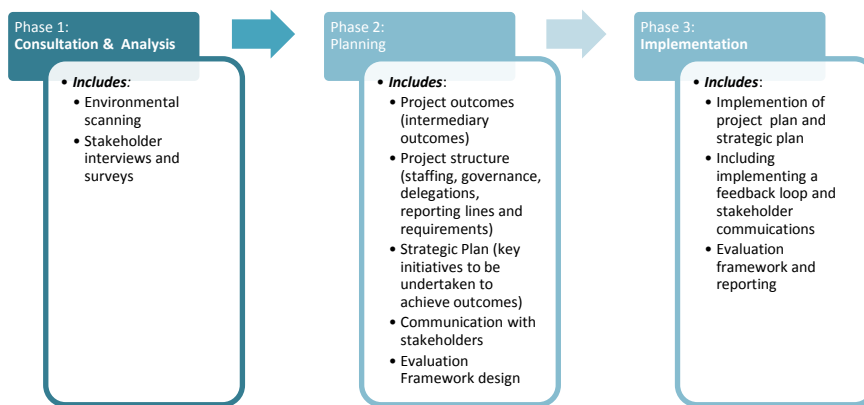 Phase 1:
Consultation & Analysis
• Includes:
• Environmental
scanning
• Stakeholder
interviews and
surveys
Phase 2:
Planning
• Includes:
• Project outcomes
(intermediary
outcomes)
• Project structure
(staffing, governance,
delegations,
reporting lines and
requirements)
• Strategic Plan (key
initiatives to be
undertaken to
achieve outcomes)
• Communication with
stakeholders
• Evaluation
Framework design
Phase 3:
Implementation
• Includes:
• Implemention of
project plan and
strategic plan
• Including
implementing a
feedback loop and
stakeholder
commuications
• Evaluation
framework and
reporting